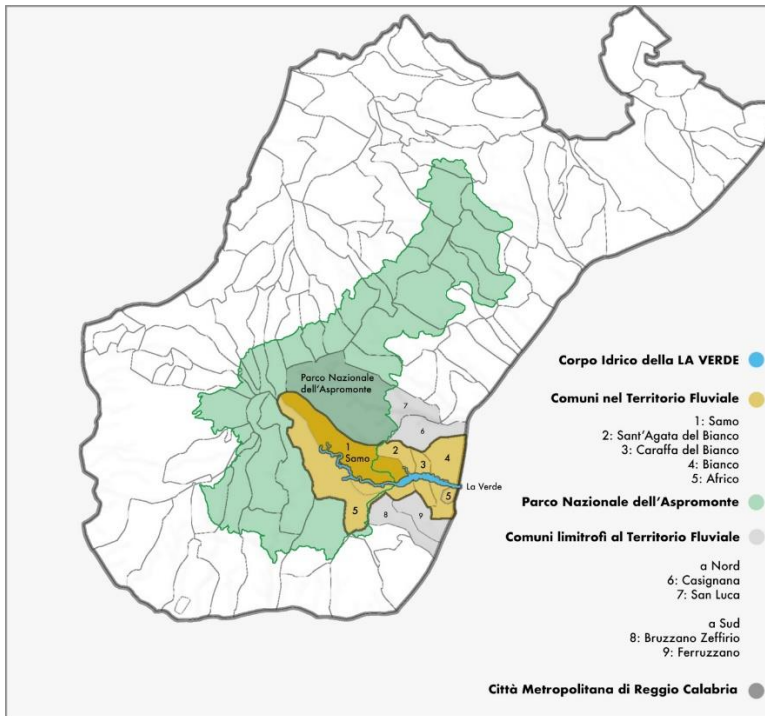 Parco Nazionale
dell'Aspromonte
7
6
1
Samo
2
3
4
La Verde
5
5
8
9
Corpo Idrico della LA VERDE
Comuni nel Territorio Fluviale
1: Samo
2: Sant'Agata del Bianco
3: Caraffa del Bianco
4: Bianco
5: Africo
Parco Nazionale dell'Aspromonte
Comuni limitrofi al Territorio Fluviale
a Nord
6: Casignana
7: San Luca
a Sud
8: Bruzzano Zeffirio
9: Ferruzzano
Città Metropolitana di Reggio Calabria